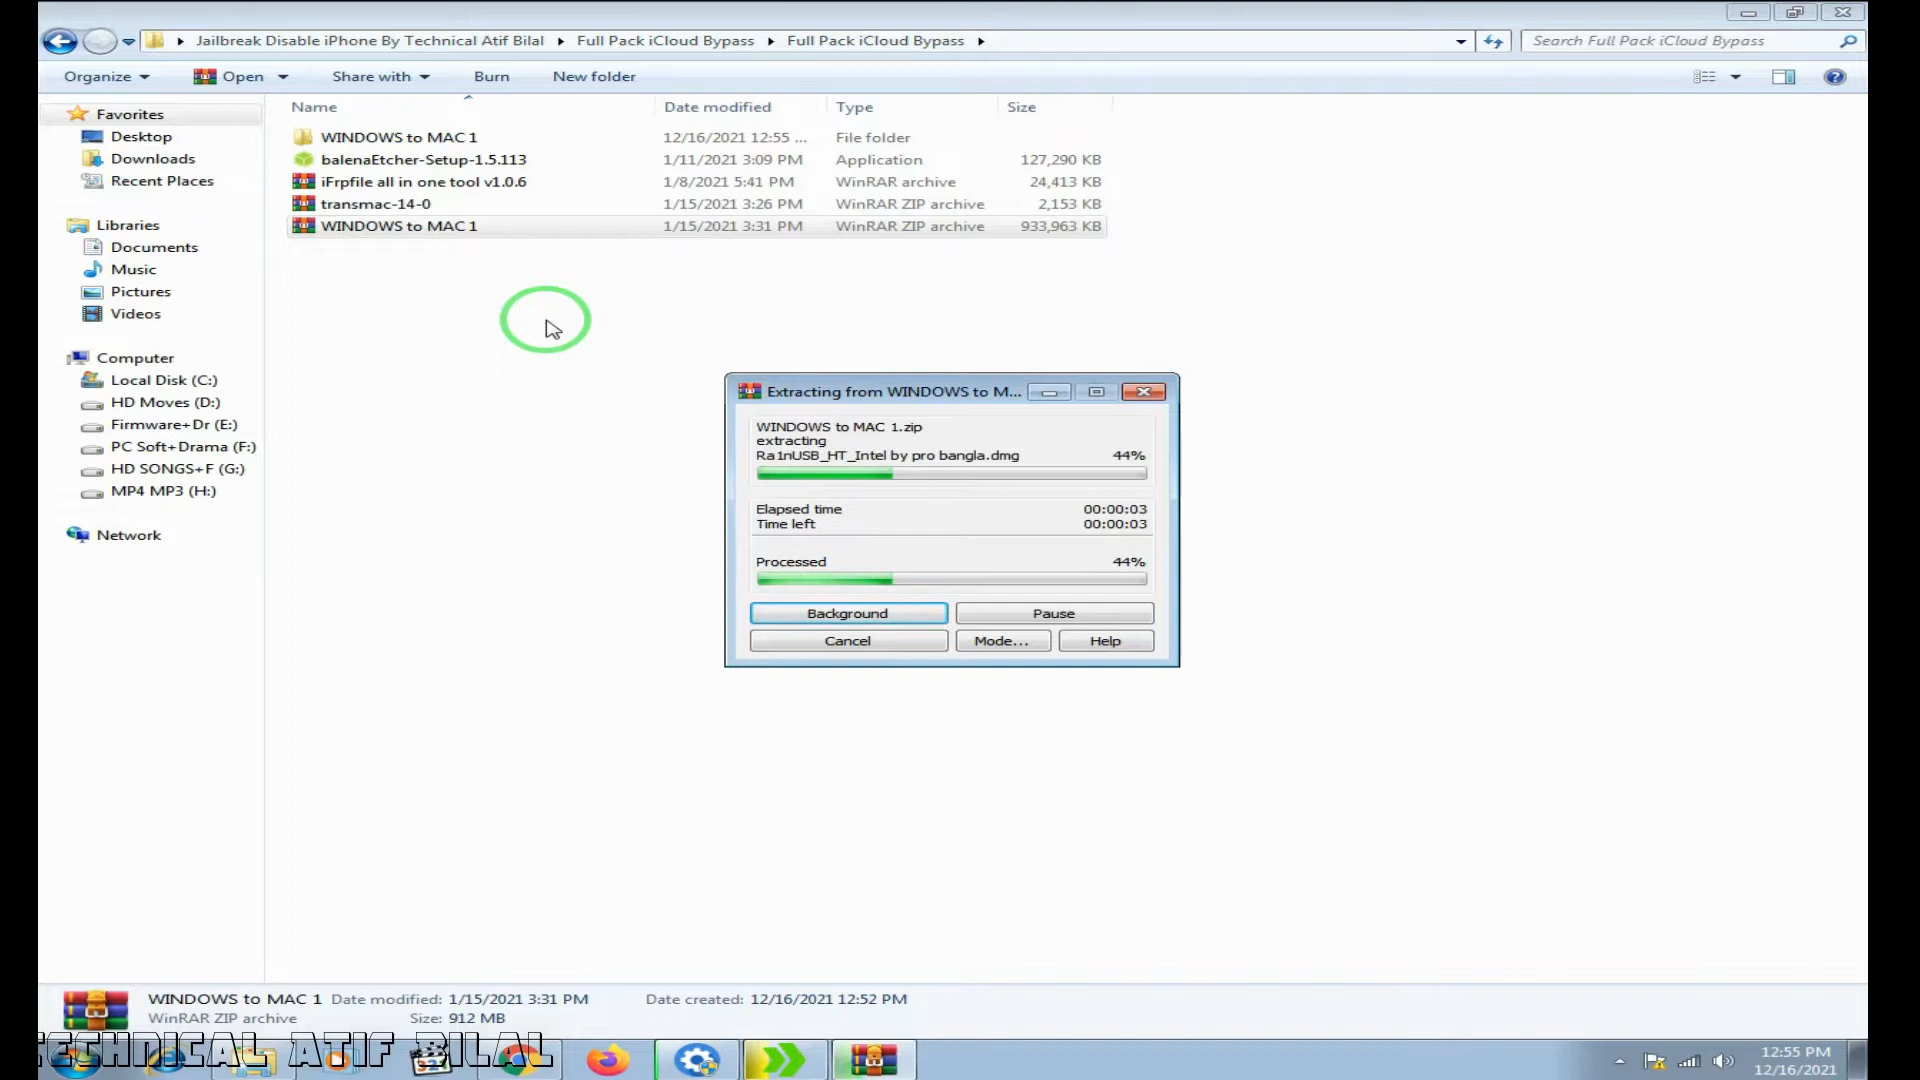 Jailbreak Disable iPhone By Technical Atif Bilal Full Pack iCloud Bypass Full Pack iCloud Bypass Search Full Pack iCloud Bypass
Organize Open Share with Burn New folder
Name Date modified Type Size
Favorites
Desktop
Downloads
Recent Places
Libraries
Documents
Music
Pictures
Videos
Computer
Local Disk (C:)
HD Moves (D:)
Firmware+Dr (E:)
PC Soft+Drama (F:)
HD SONGS+F (G:)
MP4 MP3 (H:)
Network
WINDOWS to MAC 1 12/16/2021 12:55 ... File folder
balenaEtcher-Setup-1.5.113 1/11/2021 3:09 PM Application 127,290 KB
iFrpfile all in one tool v1.0.6 1/8/2021 5:41 PM WinRAR archive 24,413 KB
transmac-14-0 1/15/2021 3:26 PM WinRAR ZIP archive 2,153 KB
WINDOWS to MAC 1 1/15/2021 3:31 PM WinRAR ZIP archive 933,963 KB
Extracting from WINDOWS to M...
WINDOWS to MAC 1.zip
extracting
Ra1nUSB_HT_Intel by pro bangla.dmg 44%
Elapsed time 00:00:03
Time left 00:00:03
Processed 44%
Background Pause
Cancel Mode... Help
WINDOWS to MAC 1 Date modified: 1/15/2021 3:31 PM Date created: 12/16/2021 12:52 PM
WinRAR ZIP archive Size: 912 MB
TECHNICAL ATIF BILAL
321
12:55 PM
12/16/2021